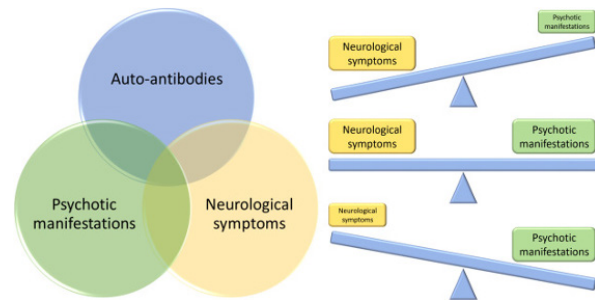 Auto-antibodies
Psychotic
manifestations
Neurological
symptoms
Psychotic
manifestations
Neurological
symptoms
Neurological
symptoms
Psychotic
manifestations
Neurological
symptoms
Psychotic
manifestations